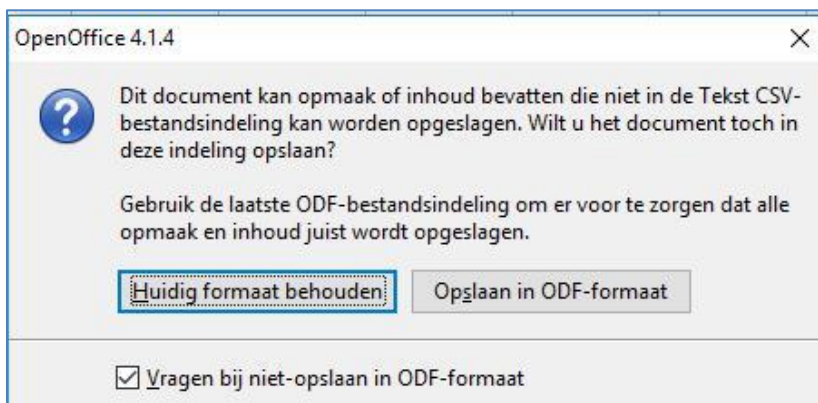 OpenOffice 4.1.4
Dit document kan opmaak of inhoud bevatten die niet in de Tekst CSV-
bestandsindeling kan worden opgeslagen. Wilt u het document toch in
deze indeling opslaan?
Gebruik de laatste ODF-bestandsindeling om er voor te zorgen dat alle
opmaak en inhoud juist wordt opgeslagen.
Huidig formaat behouden Opslaan in ODF-formaat
Vragen bij niet-opslaan in ODF-formaat